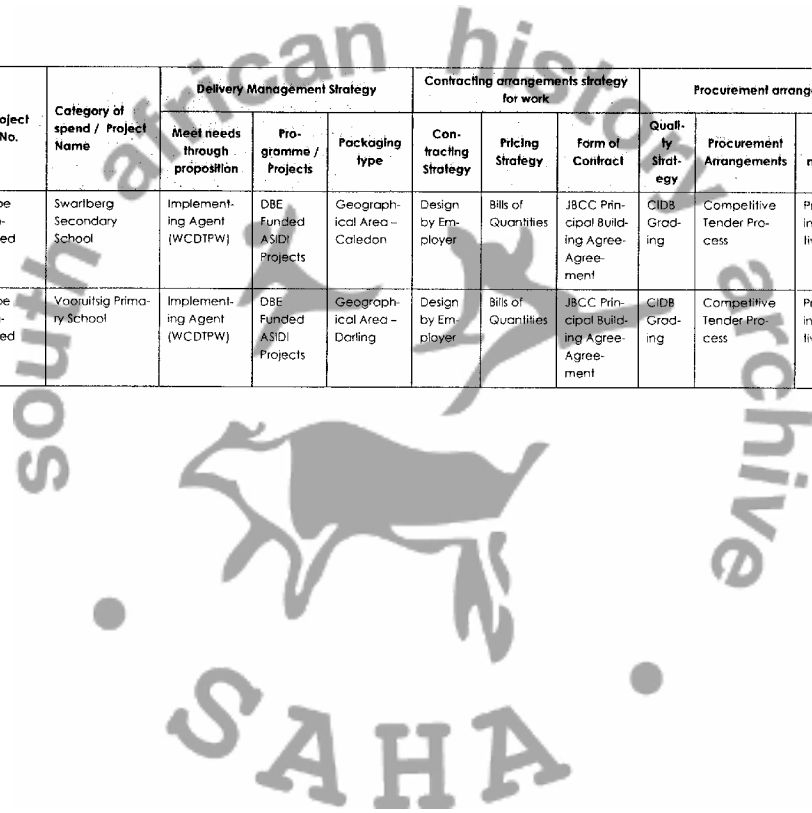 south african history archive
SAHA
Delivery Management Strategy
Contracting arrangements strategy
for work
Procurement arrang
oject
No.
Category of
spend / Project
Name
Meet needs
through
proposition
Pro-
gramme /
Projects
Packaging
type
Con-
tracting
Strategy
Pricing
Strategy
Form of
Contract
Quali-
ty
Strat-
egy
Procurement
Arrangements
ed
Swartberg
Secondary
School
Implement-
ing Agent
(WCDTPW)
DBE
Funded
ASIDI
Projects
Geograph-
ical Area –
Caledon
Design
by Em-
ployer
Bills of
Quantities
JBCC Prin-
cipal Build-
ing Agree-
Agree-
ment
CIDB
Grad-
ing
Competitive
Tender Pro-
cess
ed
Vooruitsig Prima-
ry School
Implement-
ing Agent
(WCDTPW)
DBE
Funded
ASIDI
Projects
Geograph-
ical Area –
Darling
Design
by Em-
ployer
Bills of
Quantities
JBCC Prin-
cipal Build-
ing Agree-
Agree-
ment
CIDB
Grad-
ing
Competitive
Tender Pro-
cess